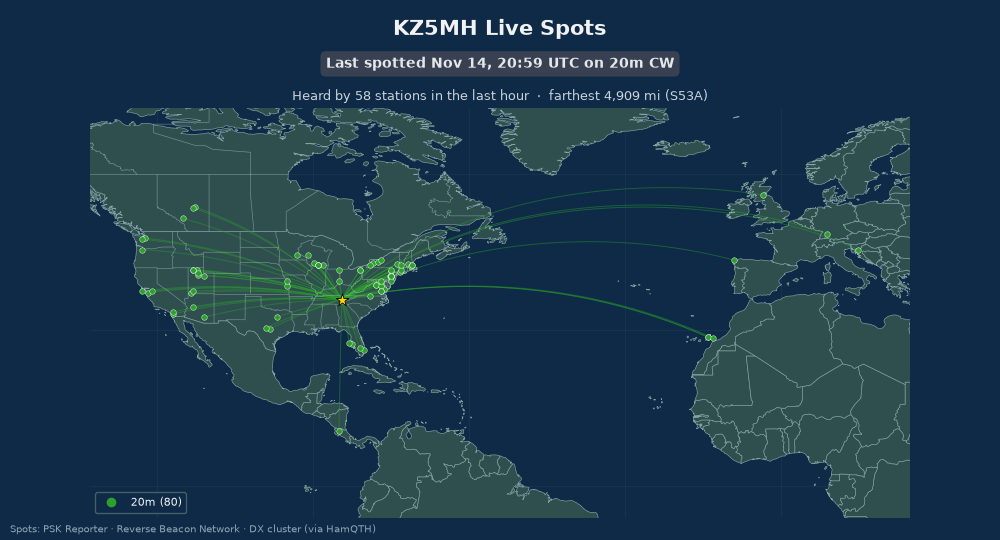 KZ5MH Live Spots
Last spotted Nov 14, 20:59 UTC on 20m CW
Heard by 58 stations in the last hour · farthest 4,909 mi (S53A)
20m (80)
Spots: PSK Reporter · Reverse Beacon Network · DX cluster (via HamQTH)